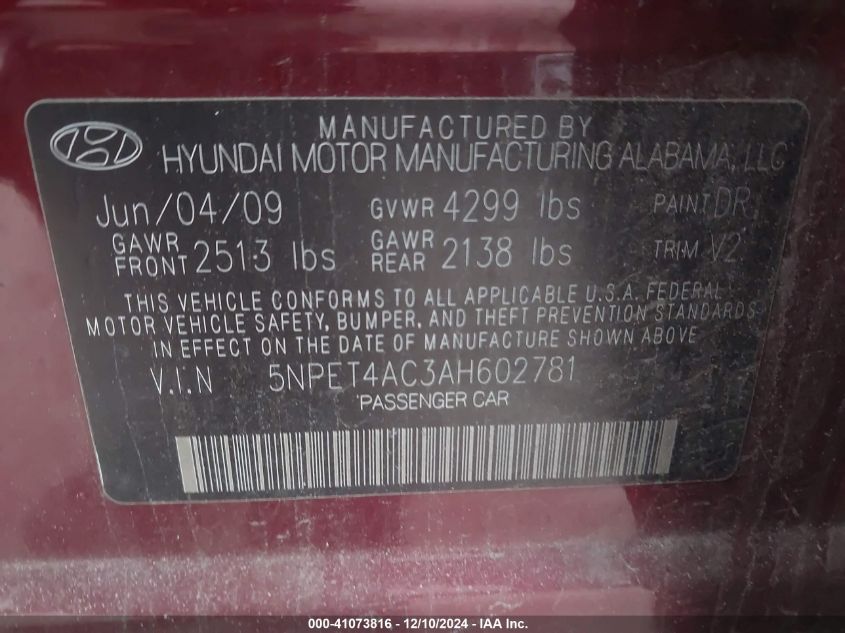 MANUFACTURED BY
HYUNDAI MOTOR MANUFACTURING ALABAMA, LLC
Jun/04/09 GVWR 4299 lbs PAINT DR
GAWR FRONT 2513 lbs GAWR REAR 2138 lbs TRIM V2
THIS VEHICLE CONFORMS TO ALL APPLICABLE U.S.A. FEDERAL
MOTOR VEHICLE SAFETY, BUMPER, AND THEFT PREVENTION STANDARDS
IN EFFECT ON THE DATE OF MANUFACTURE SHOWN ABOVE
V.I.N 5NPET4AC3AH602781
PASSENGER CAR
000-41073816 - 12/10/2024 - IAA Inc.